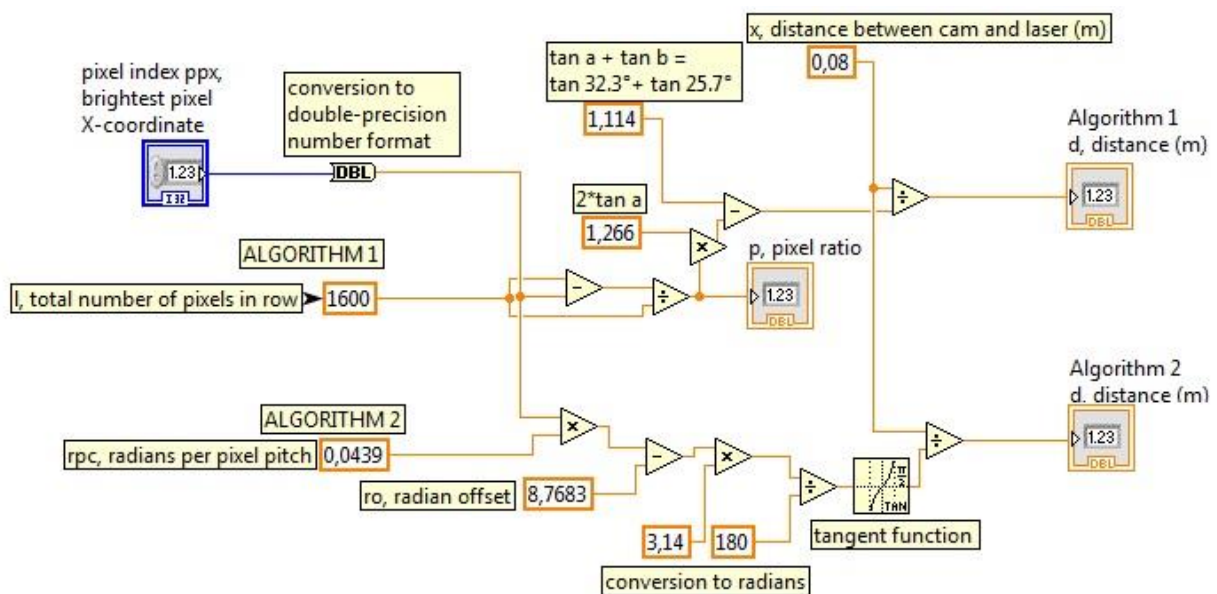 x, distance between cam and laser (m)
0,08
tan a + tan b =
tan 32.3°+ tan 25.7°
1,114
pixel index ppx,
brightest pixel
X-coordinate
1.23
I32
conversion to
double-precision
number format
DBL
Algorithm 1
d, distance (m)
1.23
DBL
2*tan a
1,266
p, pixel ratio
1.23
DBL
ALGORITHM 1
l, total number of pixels in row
1600
Algorithm 2
d. distance (m)
1.23
DBL
ALGORITHM 2
rpc, radians per pixel pitch
0,0439
ro, radian offset
8,7683
3,14
180
conversion to radians
π
2
TAN
tangent function